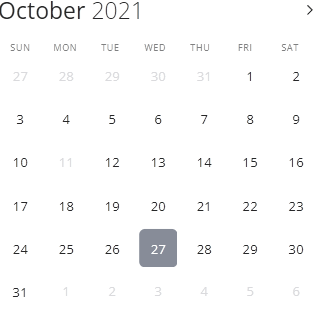 October 2021
SUN MON TUE WED THU FRI SAT
27 28 29 30 31 1 2
3 4 5 6 7 8 9
10 11 12 13 14 15 16
17 18 19 20 21 22 23
24 25 26 27 28 29 30
31 1 2 3 4 5 6